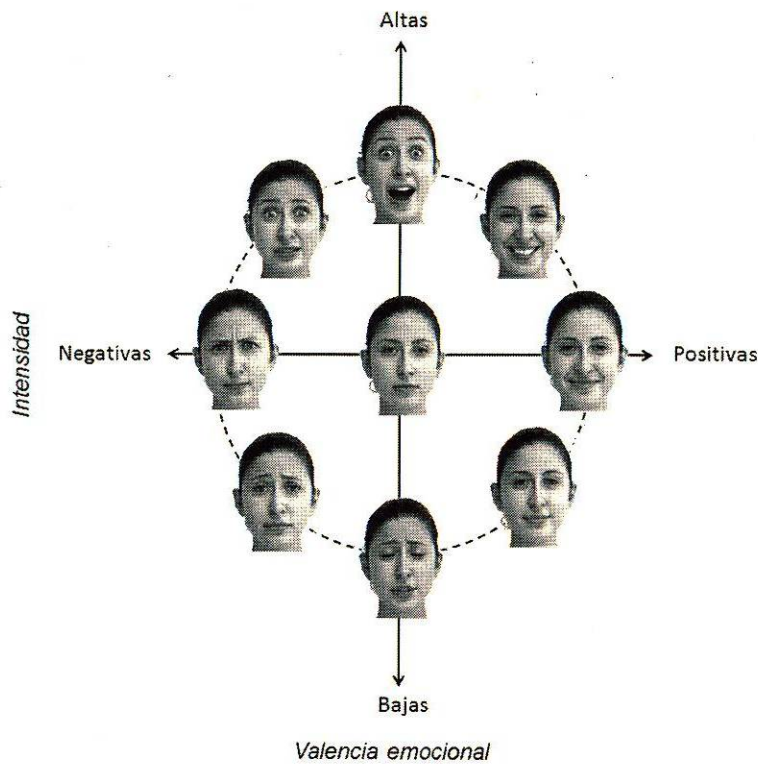 Altas
Intensidad
Negativas
Positivas
Bajas
Valencia emocional